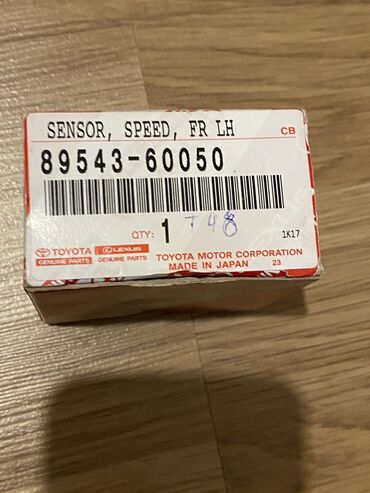 SENSOR, SPEED, FR LH CB
89543-60050
QTY: 1 T48 1K17
TOYOTA LEXUS TOYOTA MOTOR CORPORATION
GENUINE PARTS GENUINE PARTS MADE IN JAPAN 23